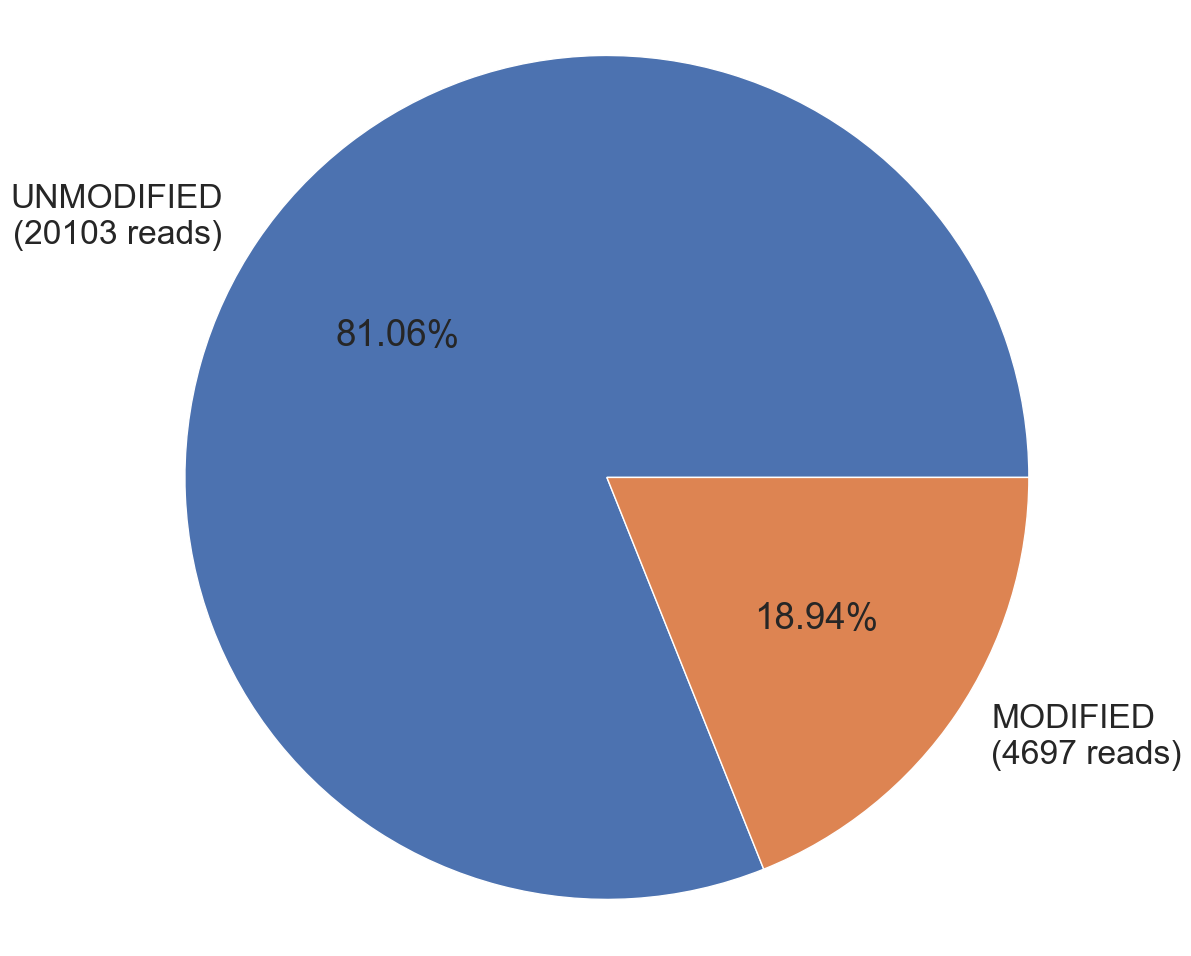 UNMODIFIED
(20103 reads)
81.06%
18.94%
MODIFIED
(4697 reads)